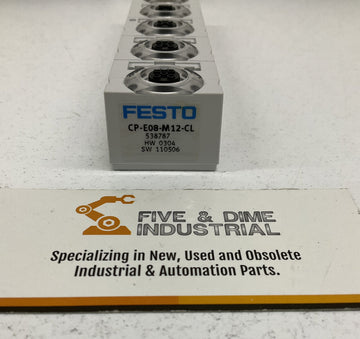 FESTO
CP-E08-M12-CL
538787
HW 0304
SW 110506
FIVE & DIME
INDUSTRIAL
Specializing in New, Used and Obsolete
Industrial & Automation Parts.